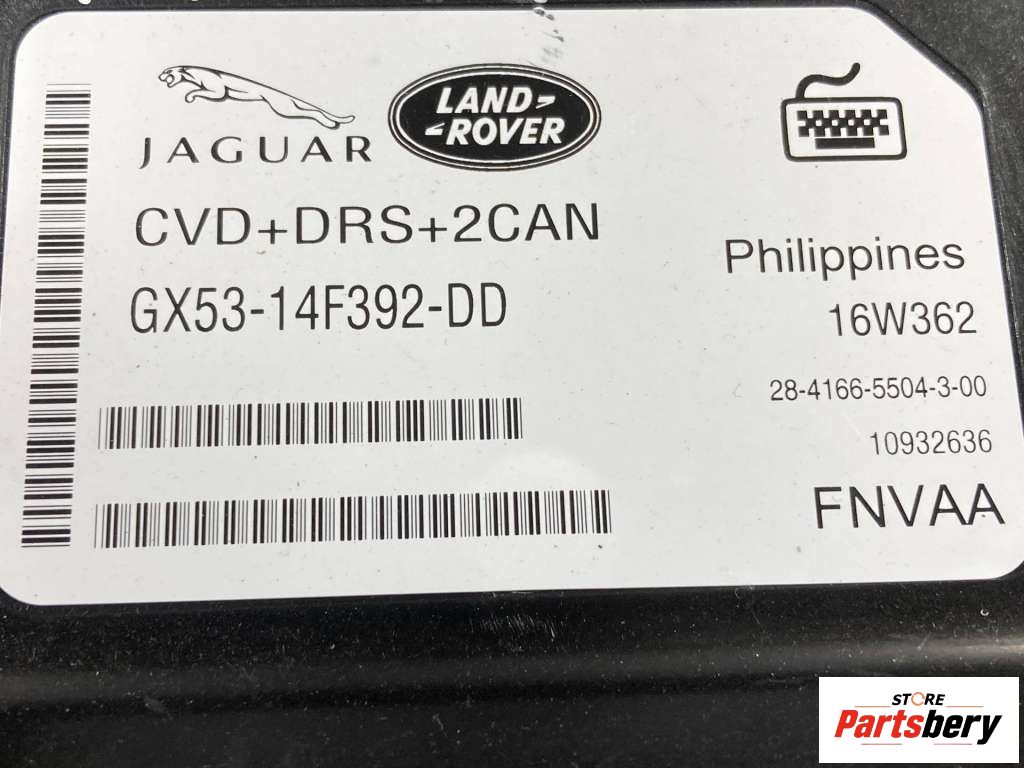 JAGUAR
LAND-
-ROVER
CVD+DRS+2CAN
GX53-14F392-DD
Philippines
16W362
28-4166-5504-3-00
10932636
FNVAA
STORE
Partsbery